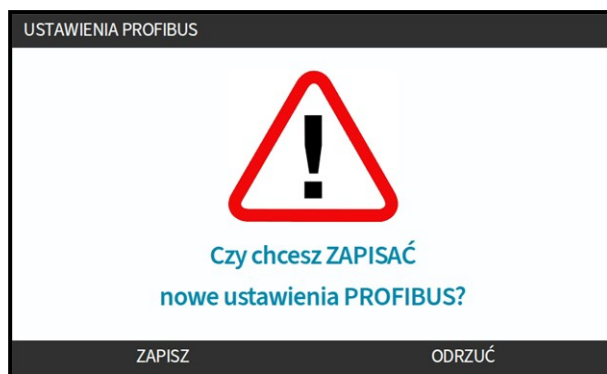 USTAWIENIA PROFIBUS
!
Czy chcesz ZAPISAĆ
nowe ustawienia PROFIBUS?
ZAPISZ ODRZUĆ